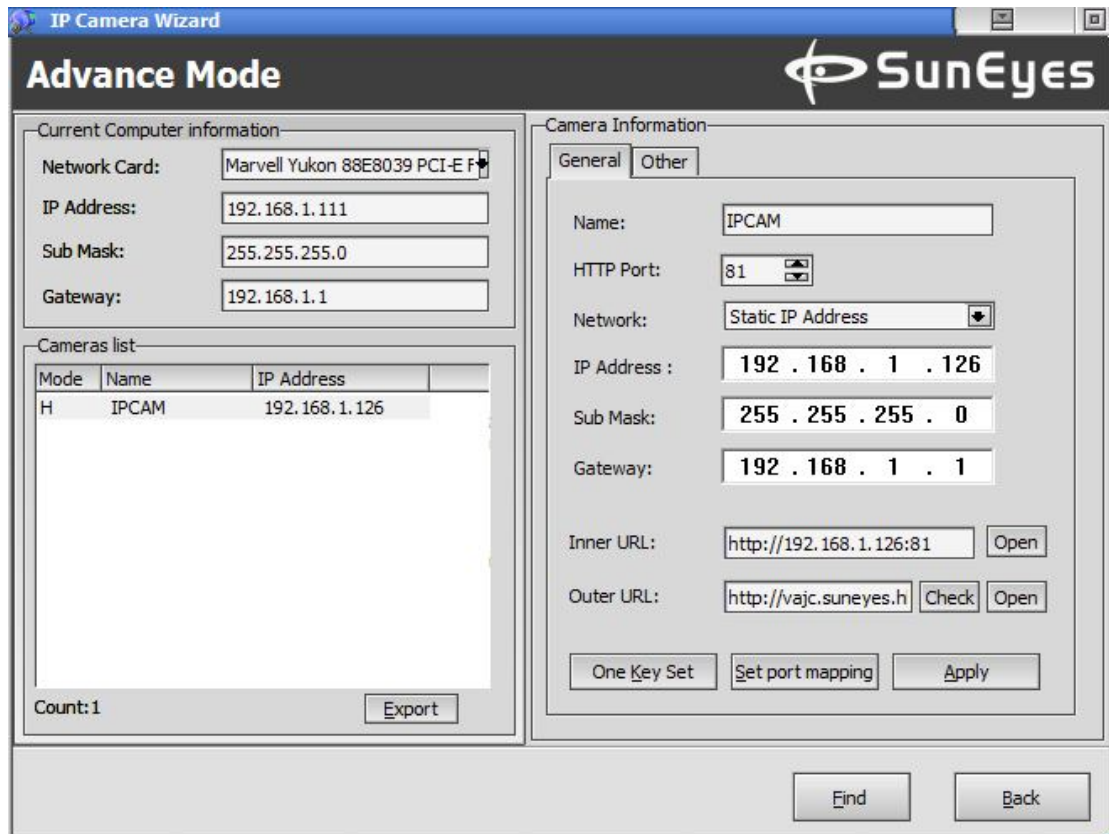 IP Camera Wizard
Advance Mode
SunEyes
Current Computer information
Network Card: Marvell Yukon 88E8039 PCI-E F
IP Address: 192.168.1.111
Sub Mask: 255.255.255.0
Gateway: 192.168.1.1
Cameras list
Mode Name IP Address
H IPCAM 192.168.1.126
Count:1 Export
Camera Information
General Other
Name: IPCAM
HTTP Port: 81
Network: Static IP Address
IP Address : 192 . 168 . 1 . 126
Sub Mask: 255 . 255 . 255 . 0
Gateway: 192 . 168 . 1 . 1
Inner URL: http://192.168.1.126:81 Open
Outer URL: http://vajc.suneyes.h Check Open
One Key Set Set port mapping Apply
Find Back